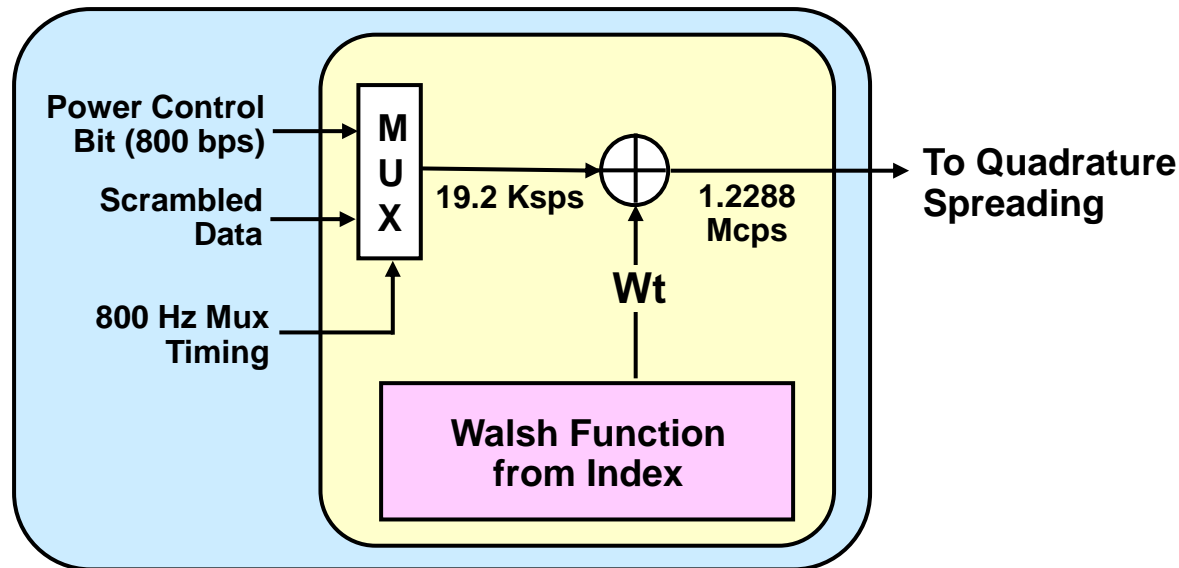 Power Control
Bit (800 bps)
Scrambled
Data
800 Hz Mux
Timing
M
U
X
19.2 Ksps
1.2288
Mcps
To Quadrature
Spreading
Wt
Walsh Function
from Index